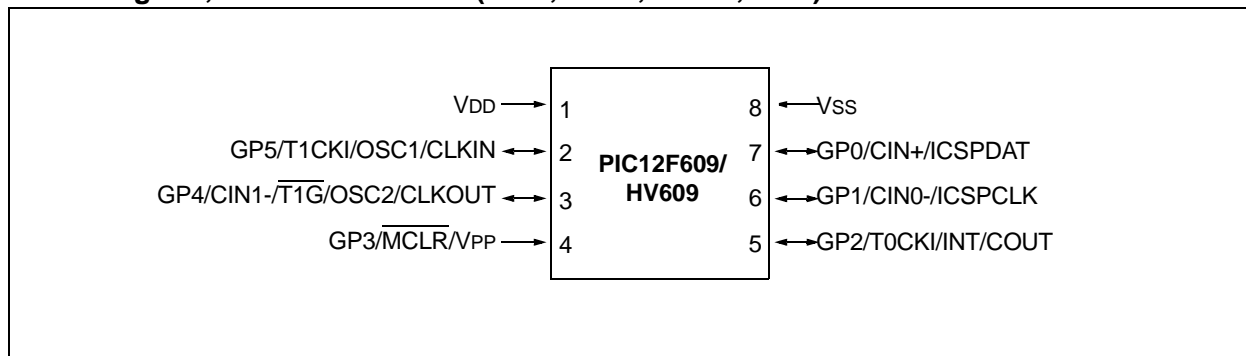 VDD 1 8 VSS
GP5/T1CKI/OSC1/CLKIN 2 PIC12F609/ 7 GP0/CIN+/ICSPDAT
GP4/CIN1-/T1G/OSC2/CLKOUT 3 HV609 6 GP1/CIN0-/ICSPCLK
GP3/MCLR/VPP 4 5 GP2/T0CKI/INT/COUT